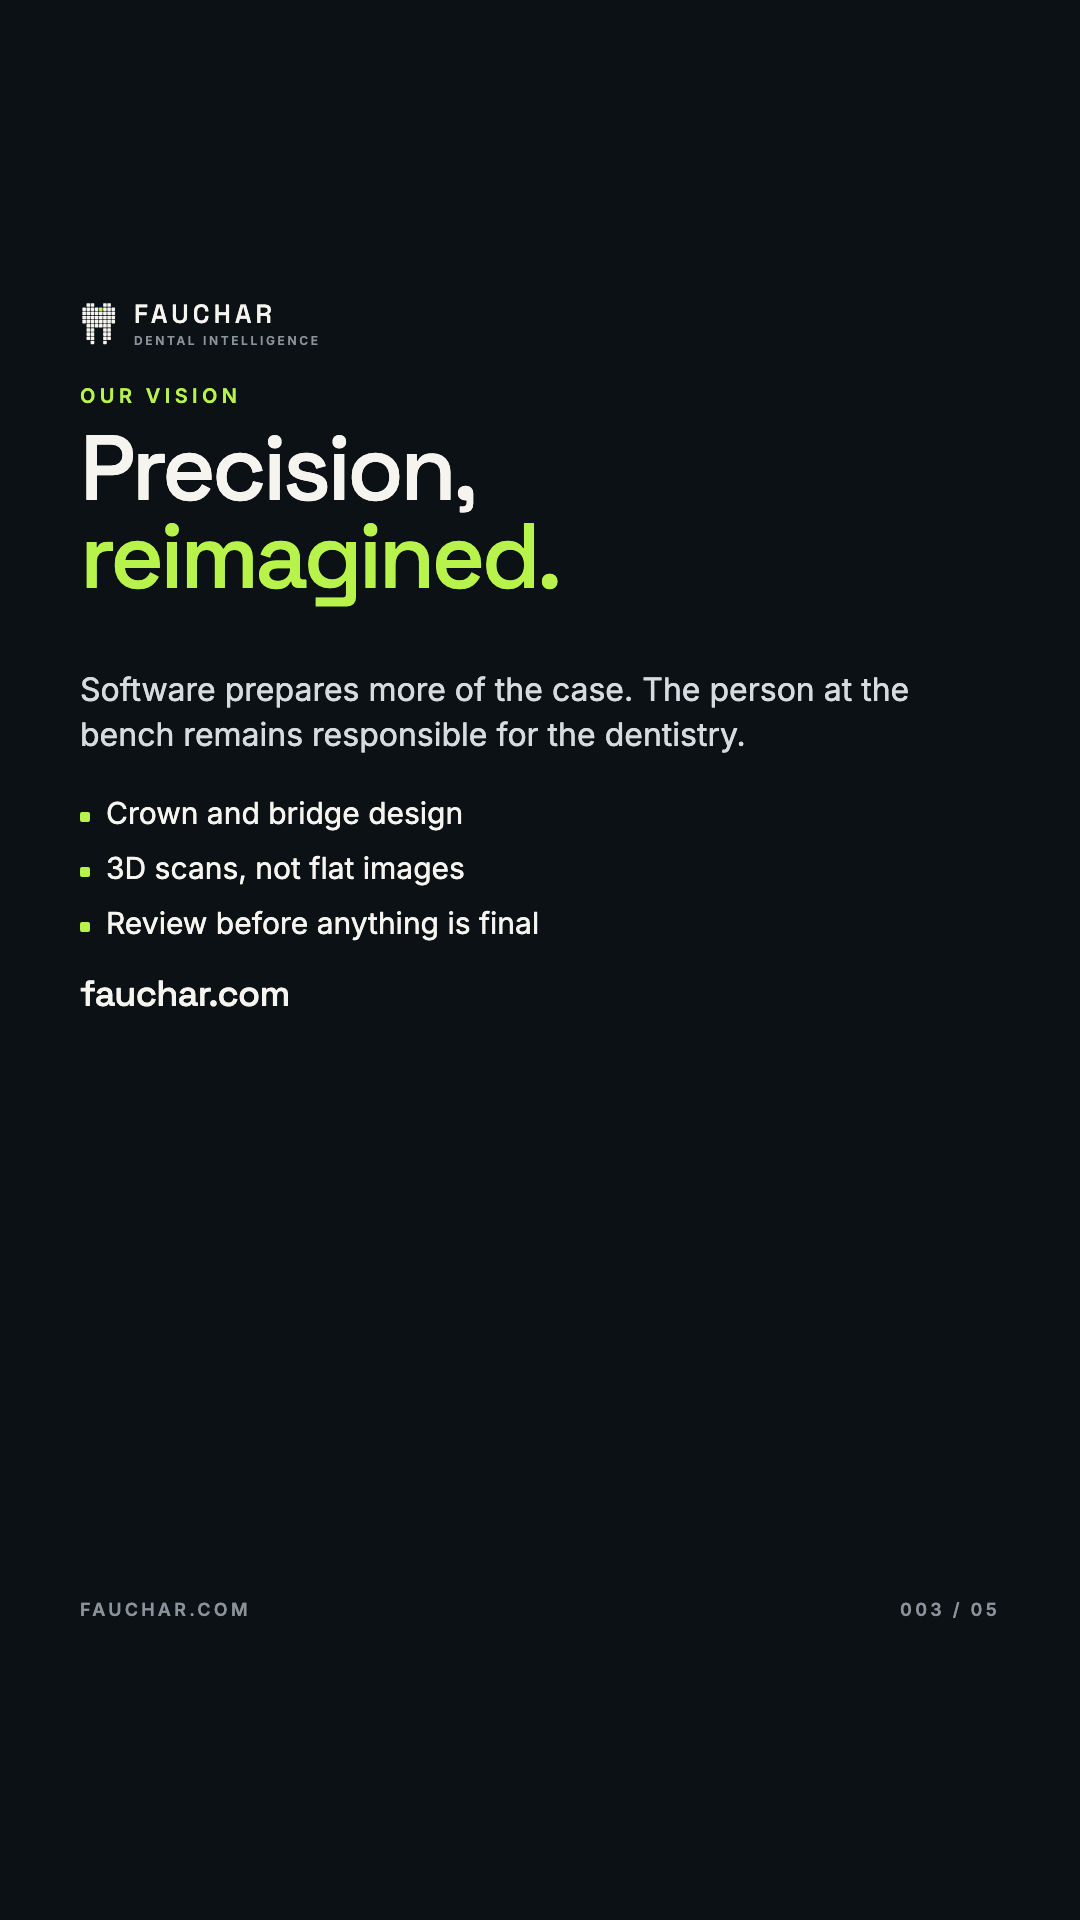 FAUCHAR
DENTAL INTELLIGENCE
OUR VISION
Precision,
reimagined.
Software prepares more of the case. The person at the
bench remains responsible for the dentistry.
Crown and bridge design
3D scans, not flat images
Review before anything is final
fauchar.com
FAUCHAR.COM
003 / 05